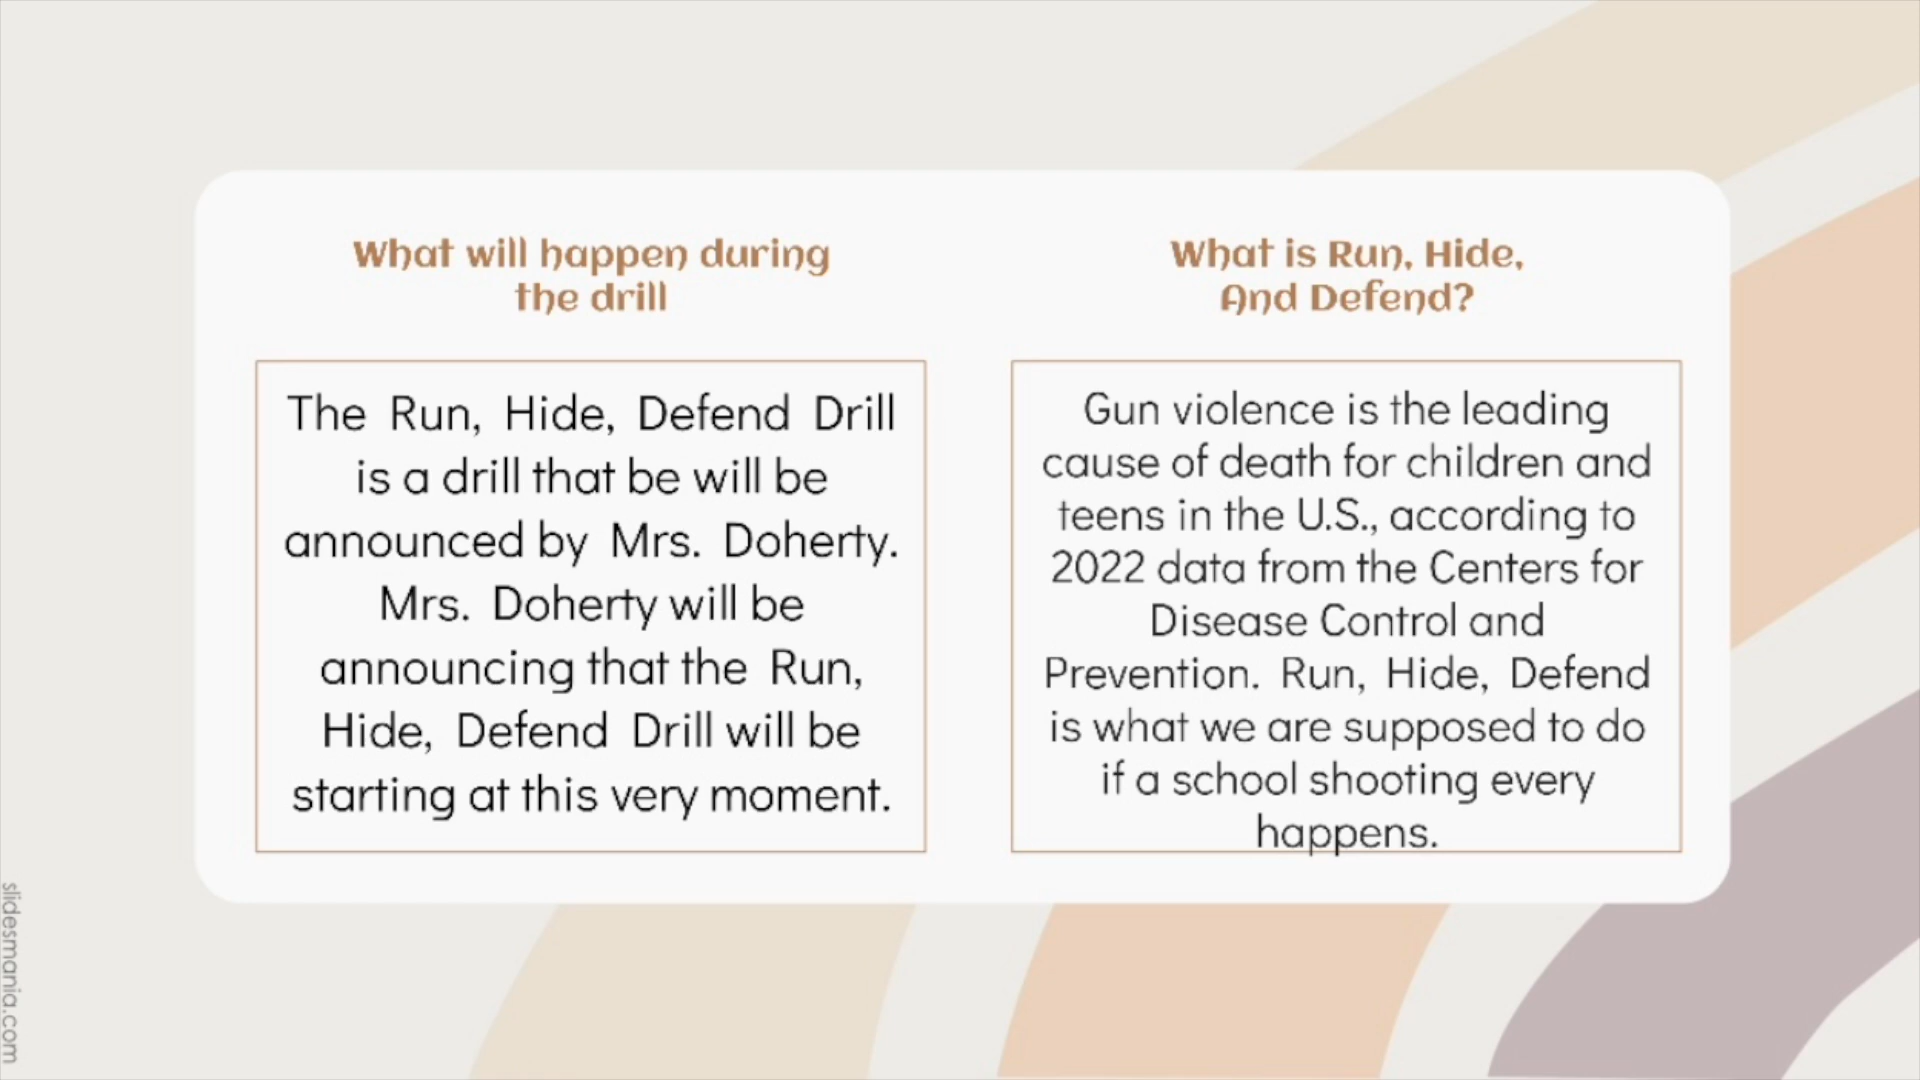 What will happen during
the drill
The Run, Hide, Defend Drill
is a drill that be will be
announced by Mrs. Doherty.
Mrs. Doherty will be
announcing that the Run,
Hide, Defend Drill will be
starting at this very moment.
What is Run, Hide,
And Defend?
Gun violence is the leading
cause of death for children and
teens in the U.S., according to
2022 data from the Centers for
Disease Control and
Prevention. Run, Hide, Defend
is what we are supposed to do
if a school shooting every
happens.
slidesmania.com